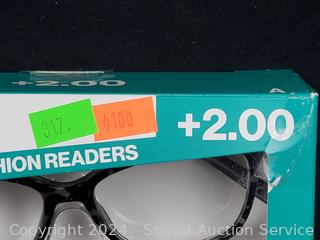 +2.00
317.
4100
+2.00
HION READERS
Copyright 2024 - Sound Auction Service